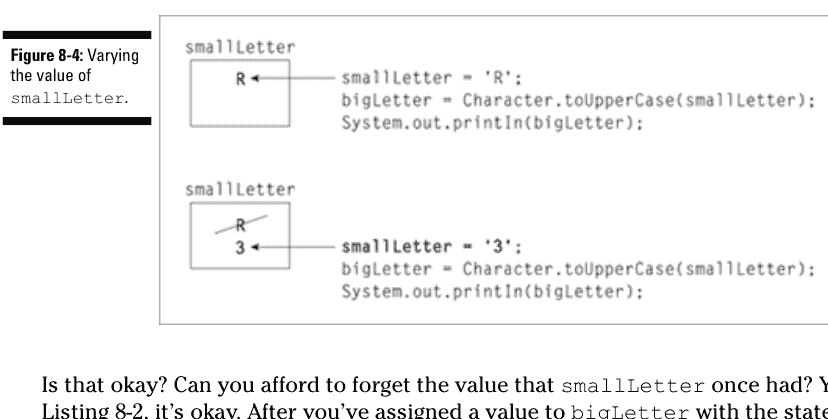 Figure 8-4: Varying
the value of
smallLetter.
smallLetter
R
smallLetter = 'R';
bigLetter = Character.toUpperCase(smallLetter);
System.out.printIn(bigLetter);
smallLetter
R
3
smallLetter = '3';
bigLetter = Character.toUpperCase(smallLetter);
System.out.printIn(bigLetter);
Is that okay? Can you afford to forget the value that smallLetter once had? Y
Listing 8-2, it's okay. After you've assigned a value to bigLetter with the state